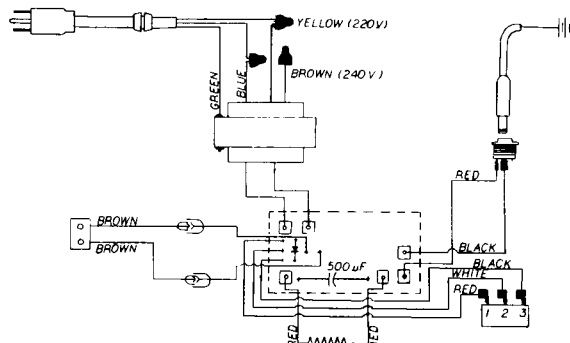 YELLOW (220V)
BROWN (240V)
BLUE
GREEN
RED
BROWN
BROWN
500 µF
BLACK
BLACK
WHITE
RED
1 2 3
RED
RED